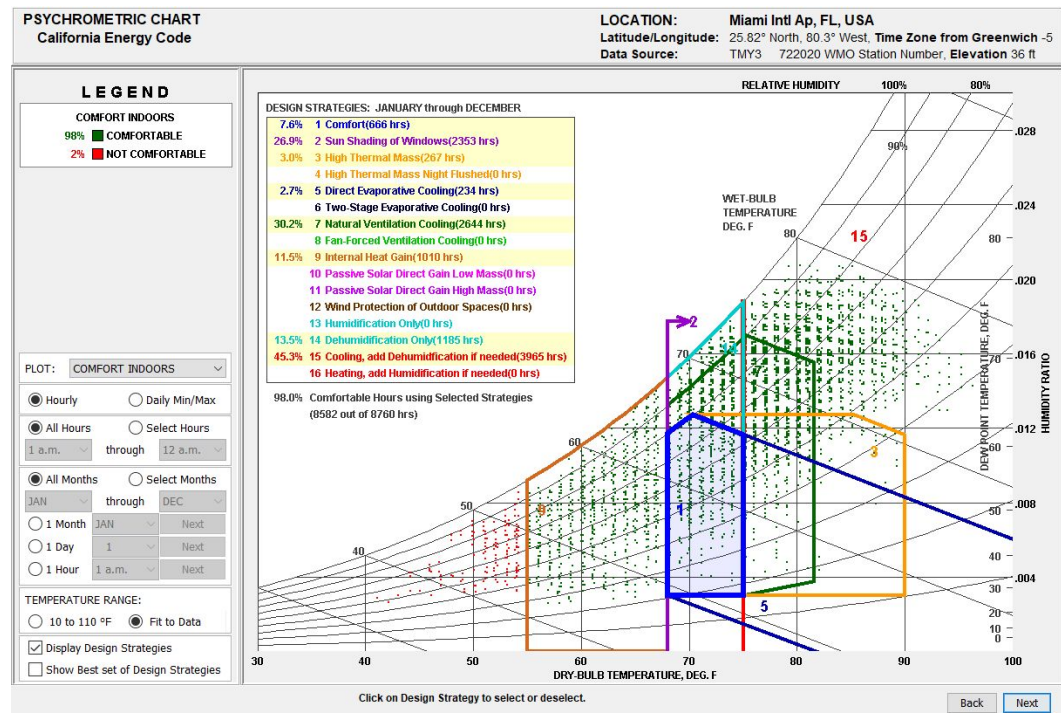 PSYCHROMETRIC CHART
California Energy Code
LOCATION: Miami Intl Ap, FL, USA
Latitude/Longitude: 25.82° North, 80.3° West, Time Zone from Greenwich -5
Data Source: TMY3 722020 WMO Station Number, Elevation 36 ft
LEGEND
COMFORT INDOORS
98% COMFORTABLE
2% NOT COMFORTABLE
PLOT: COMFORT INDOORS
Hourly Daily Min/Max
All Hours Select Hours
1 a.m. through 12 a.m.
All Months Select Months
JAN through DEC
1 Month JAN Next
1 Day 1 Next
1 Hour 1 a.m. Next
TEMPERATURE RANGE:
10 to 110 °F Fit to Data
Display Design Strategies
Show Best set of Design Strategies
RELATIVE HUMIDITY 100% 80%
90%
DESIGN STRATEGIES: JANUARY through DECEMBER
7.6% 1 Comfort(666 hrs)
26.9% 2 Sun Shading of Windows(2353 hrs)
3.0% 3 High Thermal Mass(267 hrs)
4 High Thermal Mass Night Flushed(0 hrs)
2.7% 5 Direct Evaporative Cooling(234 hrs)
6 Two-Stage Evaporative Cooling(0 hrs)
30.2% 7 Natural Ventilation Cooling(2644 hrs)
8 Fan-Forced Ventilation Cooling(0 hrs)
11.5% 9 Internal Heat Gain(1010 hrs)
10 Passive Solar Direct Gain Low Mass(0 hrs)
11 Passive Solar Direct Gain High Mass(0 hrs)
12 Wind Protection of Outdoor Spaces(0 hrs)
13 Humidification Only(0 hrs)
13.5% 14 Dehumidification Only(1185 hrs)
45.3% 15 Cooling, add Dehumidification if needed(3965 hrs)
16 Heating, add Humidification if needed(0 hrs)
98.0% Comfortable Hours using Selected Strategies
(8582 out of 8760 hrs)
WET-BULB
TEMPERATURE
DEG. F
80
70
60
50
40
15
2
14
7
3
9
1
5
80
70
60
50
40
30
20
10
0
DEW POINT TEMPERATURE, DEG. F
.028
.024
.020
.016
.012
.008
.004
HUMIDITY RATIO
30 40 50 60 70 80 90 100
DRY-BULB TEMPERATURE, DEG. F
Click on Design Strategy to select or deselect.
Back Next